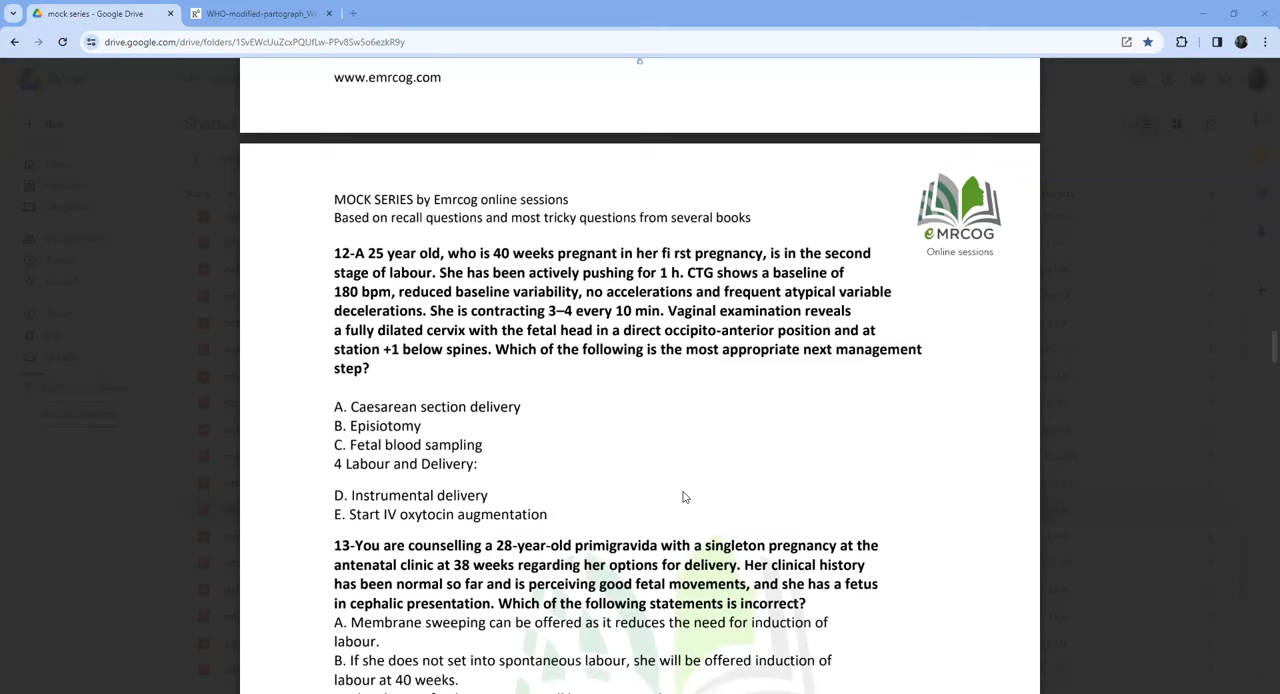 mock series - Google Drive
WHO-modified-partograph_W
drive.google.com/drive/folders/1SvEWcUuZcxPQUfLw-PPv8Sw5o6ezkR9y
www.emrcog.com
MOCK SERIES by Emrcog online sessions
Based on recall questions and most tricky questions from several books
eMRCOG
Online sessions
12-A 25 year old, who is 40 weeks pregnant in her fi rst pregnancy, is in the second
stage of labour. She has been actively pushing for 1 h. CTG shows a baseline of
180 bpm, reduced baseline variability, no accelerations and frequent atypical variable
decelerations. She is contracting 3–4 every 10 min. Vaginal examination reveals
a fully dilated cervix with the fetal head in a direct occipito-anterior position and at
station +1 below spines. Which of the following is the most appropriate next management
step?
A. Caesarean section delivery
B. Episiotomy
C. Fetal blood sampling
4 Labour and Delivery:
D. Instrumental delivery
E. Start IV oxytocin augmentation
13-You are counselling a 28-year-old primigravida with a singleton pregnancy at the
antenatal clinic at 38 weeks regarding her options for delivery. Her clinical history
has been normal so far and is perceiving good fetal movements, and she has a fetus
in cephalic presentation. Which of the following statements is incorrect?
A. Membrane sweeping can be offered as it reduces the need for induction of
labour.
B. If she does not set into spontaneous labour, she will be offered induction of
labour at 40 weeks.